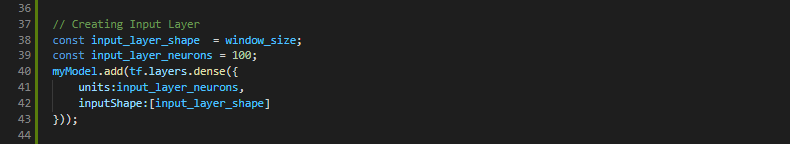 36
37 // Creating Input Layer
38 const input_layer_shape  = window_size;
39 const input_layer_neurons = 100;
40 myModel.add(tf.layers.dense({
41     units:input_layer_neurons,
42     inputShape:[input_layer_shape]
43 }));
44